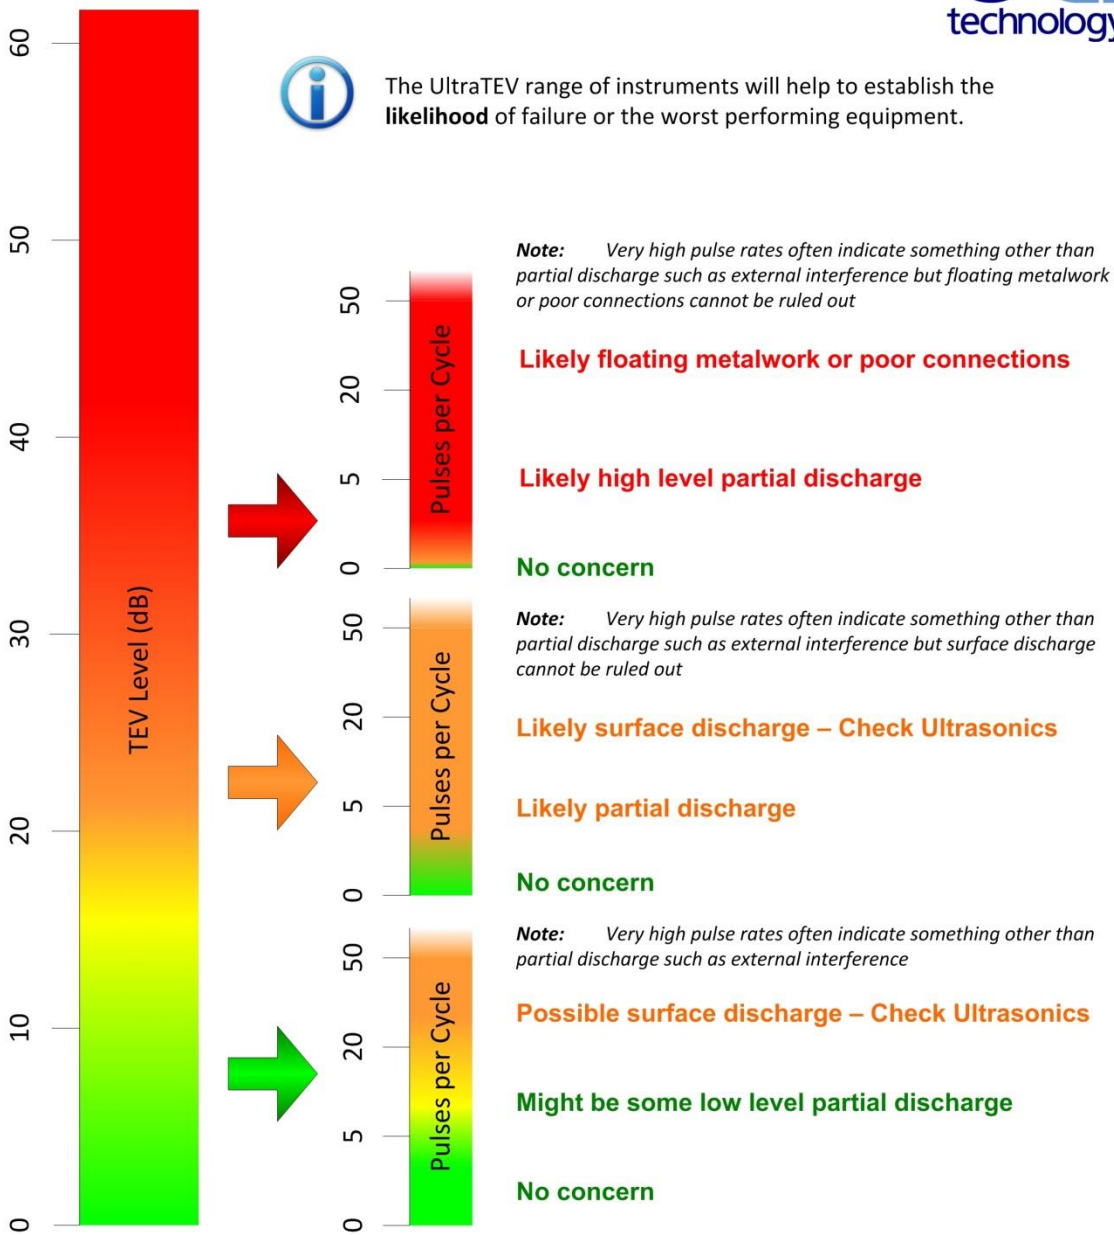 technology
The UltraTEV range of instruments will help to establish the
likelihood of failure or the worst performing equipment.
60
50
40
30
20
10
0
TEV Level (dB)
50
20
5
0
Pulses per Cycle
Note: Very high pulse rates often indicate something other than
partial discharge such as external interference but floating metalwork
or poor connections cannot be ruled out
Likely floating metalwork or poor connections
Likely high level partial discharge
No concern
50
20
5
0
Pulses per Cycle
Note: Very high pulse rates often indicate something other than
partial discharge such as external interference but surface discharge
cannot be ruled out
Likely surface discharge – Check Ultrasonics
Likely partial discharge
No concern
50
20
5
0
Pulses per Cycle
Note: Very high pulse rates often indicate something other than
partial discharge such as external interference
Possible surface discharge – Check Ultrasonics
Might be some low level partial discharge
No concern